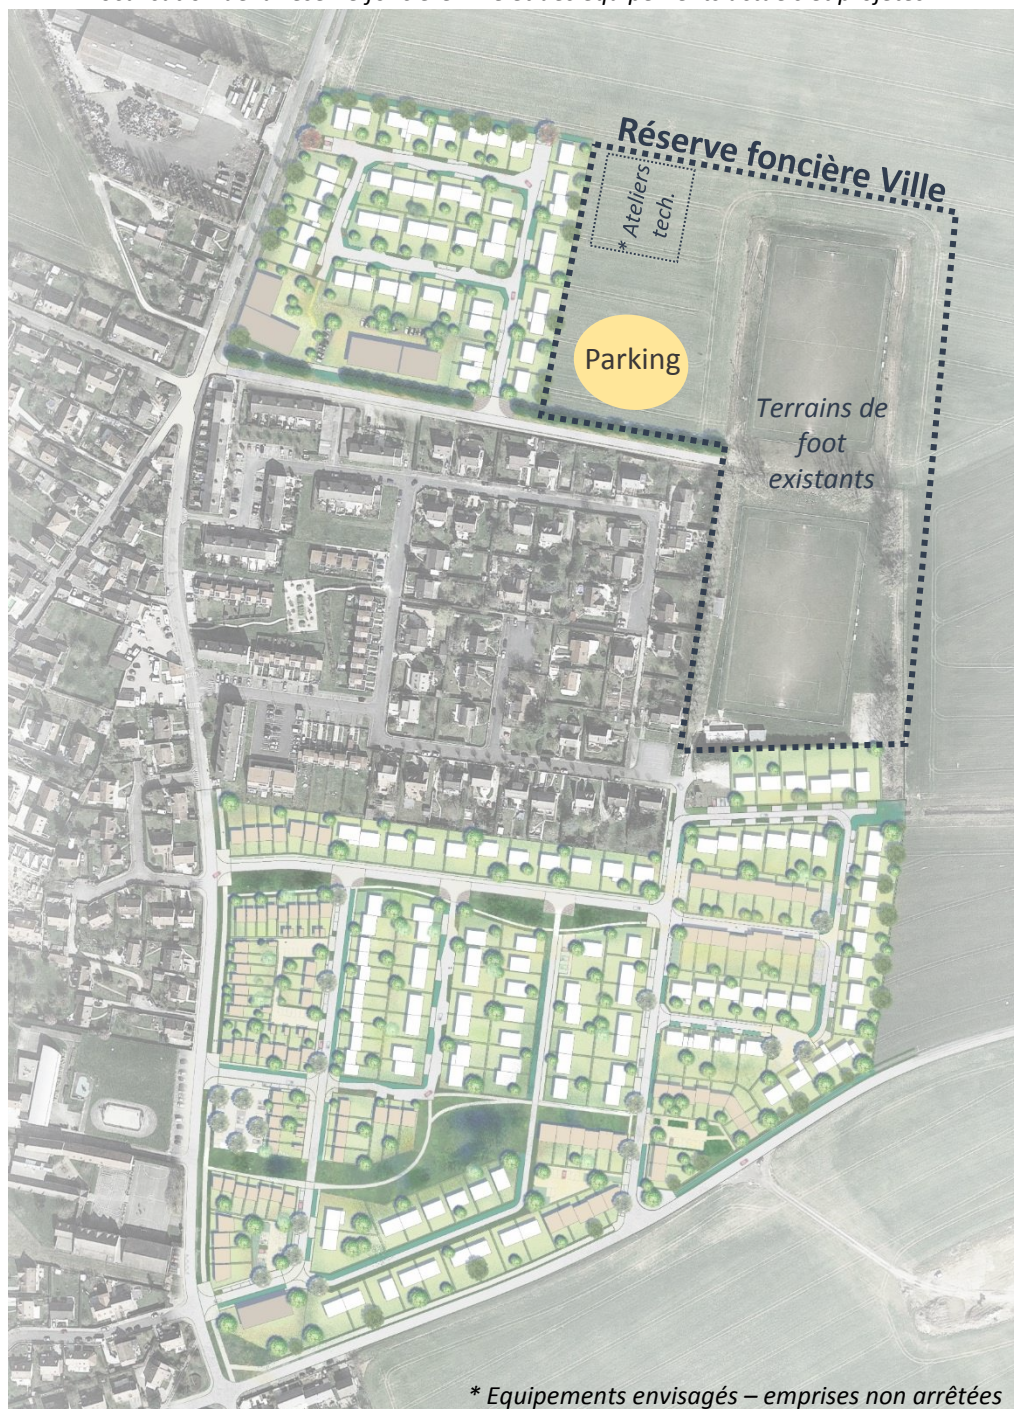 Réserve foncière Ville
* Ateliers
tech.
Parking
Terrains de
foot
existants
* Equipements envisagés – emprises non arrêtées